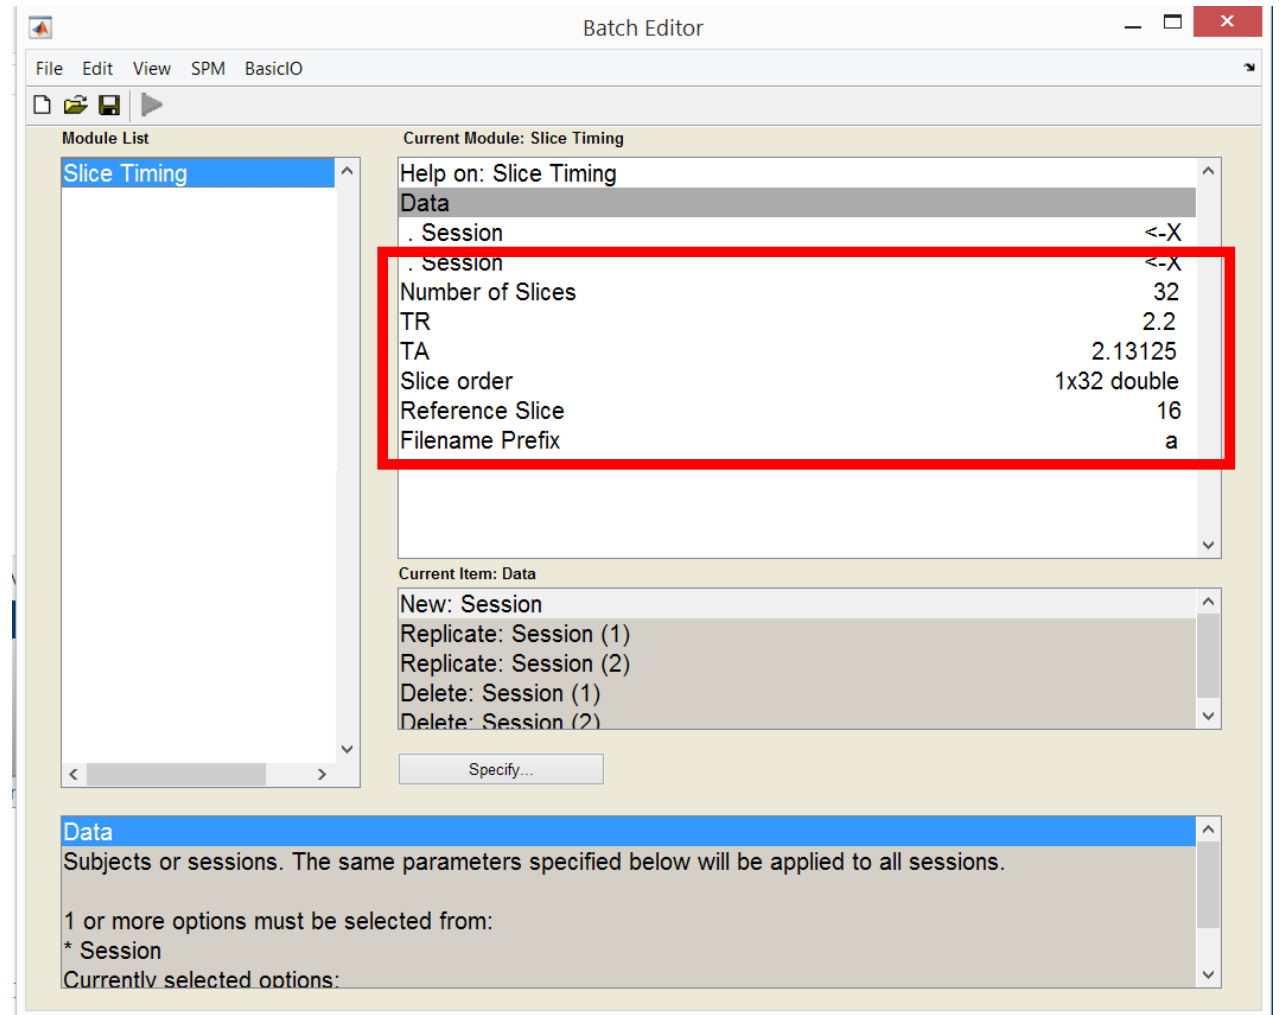 Batch Editor
File Edit View SPM BasicIO
Module List
Slice Timing
Current Module: Slice Timing
Help on: Slice Timing
Data
. Session <-X
. Session <-X
Number of Slices 32
TR 2.2
TA 2.13125
Slice order 1x32 double
Reference Slice 16
Filename Prefix a
Current Item: Data
New: Session
Replicate: Session (1)
Replicate: Session (2)
Delete: Session (1)
Delete: Session (2)
Specify...
Data
Subjects or sessions. The same parameters specified below will be applied to all sessions.
1 or more options must be selected from:
* Session
Currently selected options: